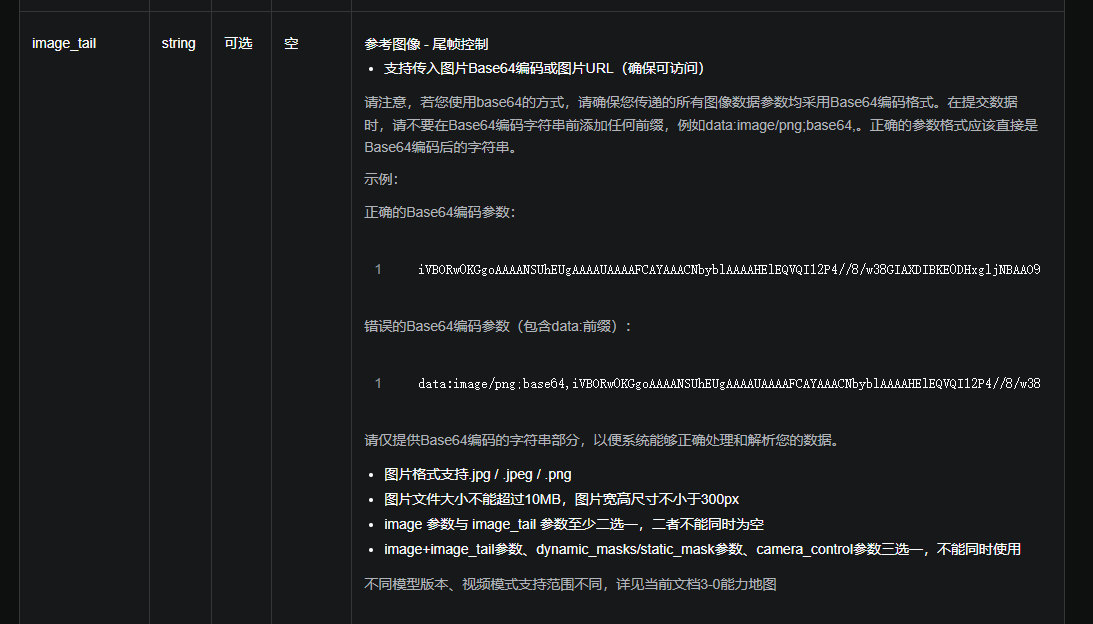 image_tail string 可选 空 参考图像 - 尾帧控制
• 支持传入图片Base64编码或图片URL（确保可访问）
请注意，若您使用base64的方式，请确保您传递的所有图像数据参数均采用Base64编码格式。在提交数据
时，请不要在Base64编码字符串前添加任何前缀，例如data:image/png;base64,。正确的参数格式应该直接是
Base64编码后的字符串。
示例：
正确的Base64编码参数：
1 iVBORw0KGgoAAAANSUhEUgAAAAUAAAAFCAYAAACNbyblAAAAHElEQVQI12P4//8/w38GIAXDIBKE0DHxgljNBAAO9
错误的Base64编码参数（包含data:前缀）：
1 data:image/png;base64,iVBORw0KGgoAAAANSUhEUgAAAAUAAAAFCAYAAACNbyblAAAAHElEQVQI12P4//8/w38
请仅提供Base64编码的字符串部分，以便系统能够正确处理和解析您的数据。
• 图片格式支持.jpg / .jpeg / .png
• 图片文件大小不能超过10MB，图片宽高尺寸不小于300px
• image 参数与 image_tail 参数至少二选一，二者不能同时为空
• image+image_tail参数、dynamic_masks/static_mask参数、camera_control参数三选一，不能同时使用
不同模型版本、视频模式支持范围不同，详见当前文档3-0能力地图